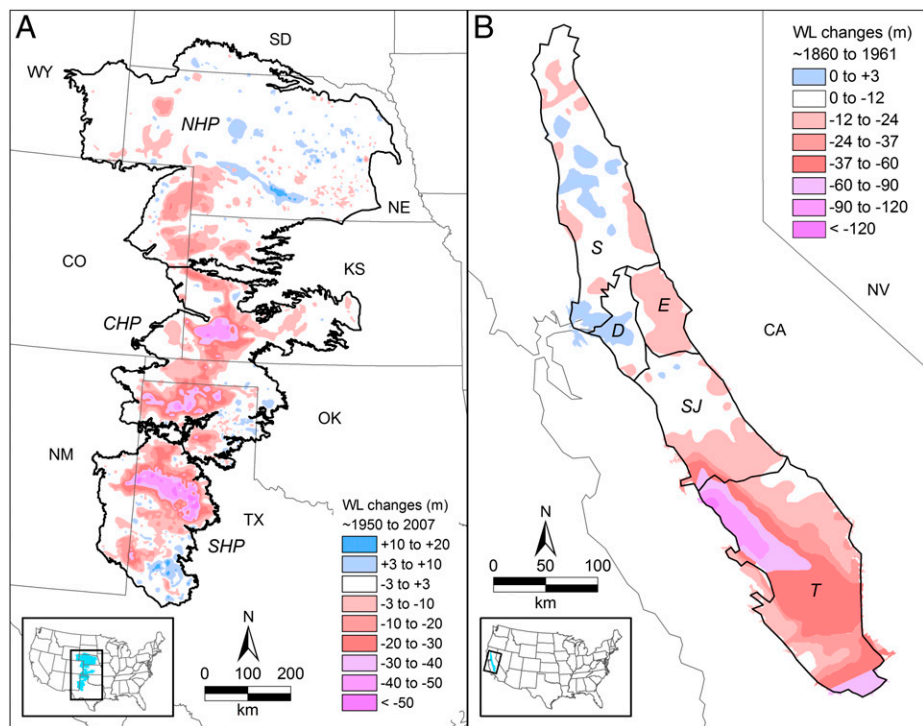 A
SD
WY
NHP
NE
CO
KS
CHP
OK
NM
TX
SHP
WL changes (m)
~1950 to 2007
+10 to +20
+3 to +10
-3 to +3
-3 to -10
-10 to -20
-20 to -30
-30 to -40
-40 to -50
< -50
N
0 100 200
km
B
WL changes (m)
~1860 to 1961
0 to +3
0 to -12
-12 to -24
-24 to -37
-37 to -60
-60 to -90
-90 to -120
< -120
S
E
D
NV
CA
SJ
T
N
0 50 100
km